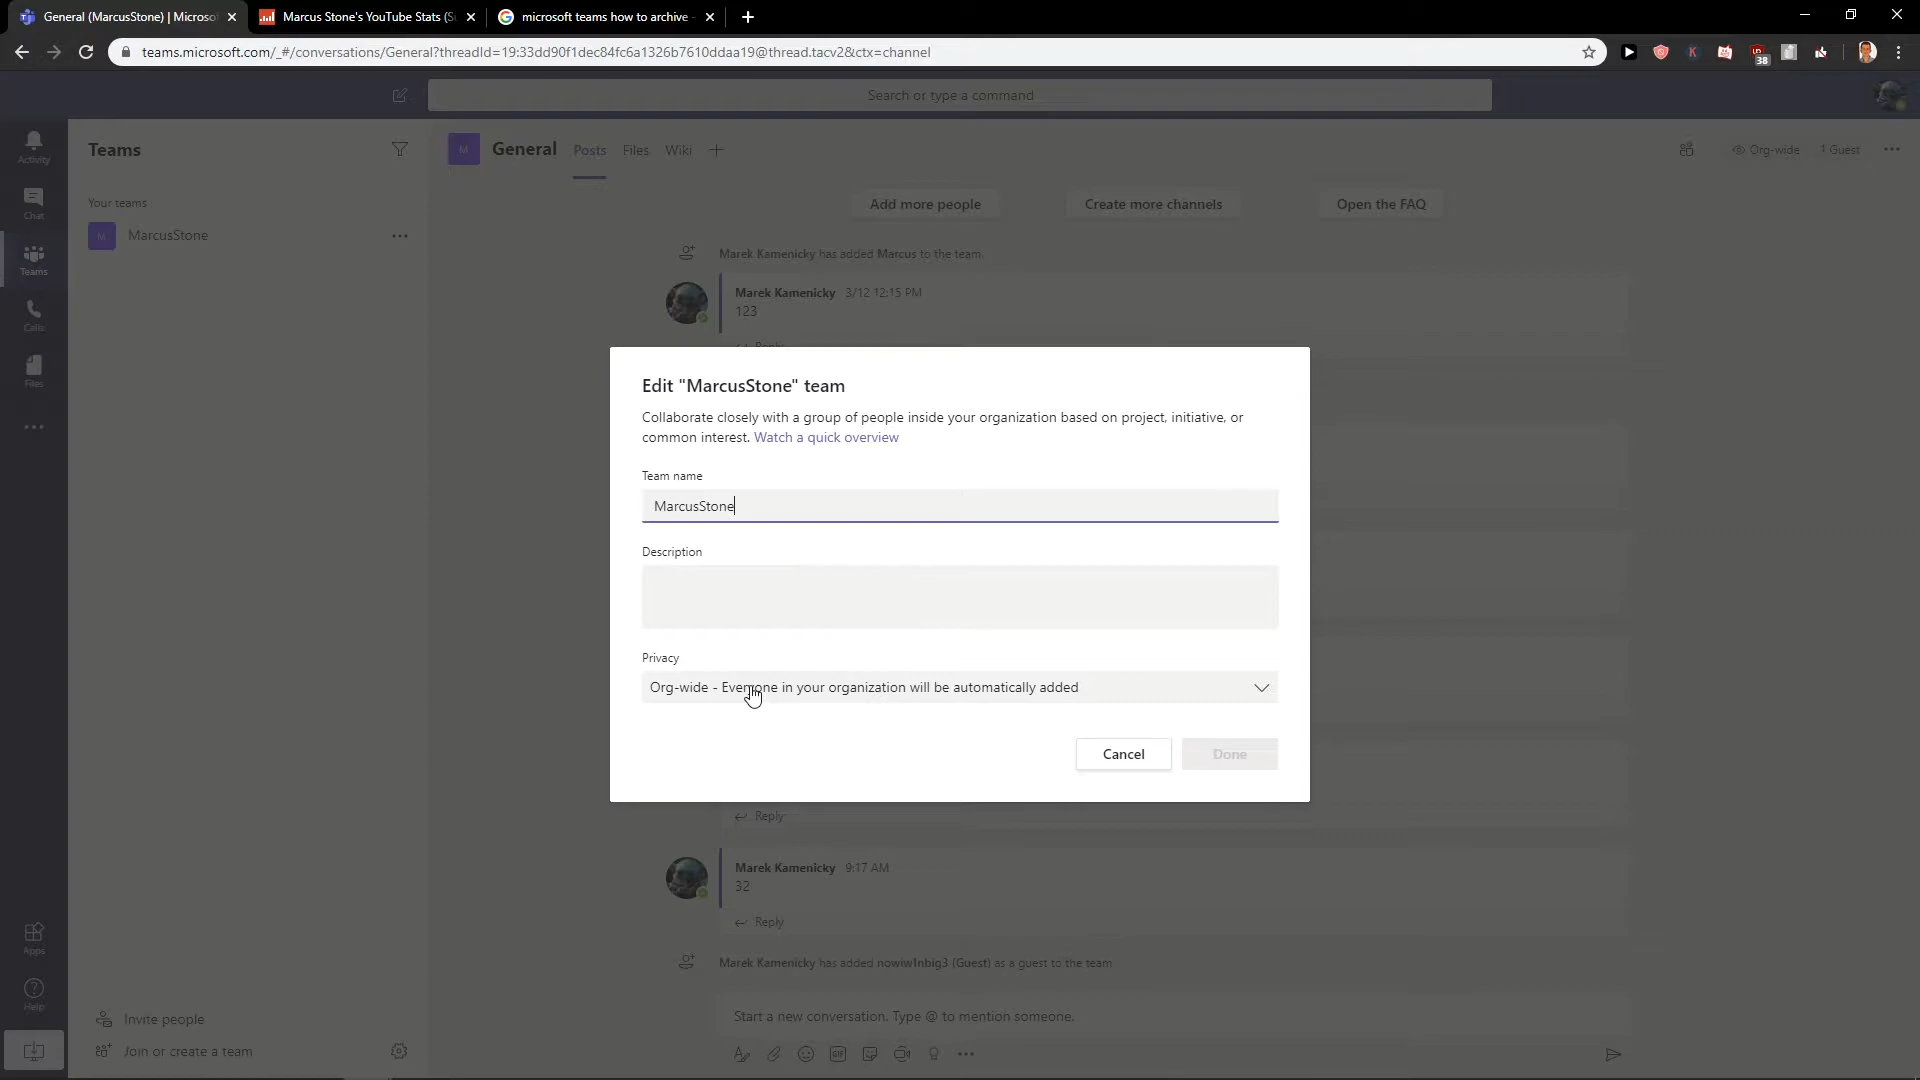 General (MarcusStone) | Microso
Marcus Stone's YouTube Stats (S
microsoft teams how to archive -
teams.microsoft.com/_#/conversations/General?threadId=19:33dd90f1dec84fc6a1326b7610ddaa19@thread.tacv2&ctx=channel
38
Search or type a command
Activity
Chat
Teams
Calls
Files
Apps
Help
Teams
Your teams
M
MarcusStone
Invite people
Join or create a team
M
General
Posts
Files
Wiki
Org-wide
1 Guest
Add more people
Create more channels
Open the FAQ
Marek Kamenicky has added Marcus to the team.
Marek Kamenicky 3/12 12:15 PM
123
Reply
Edit "MarcusStone" team
Collaborate closely with a group of people inside your organization based on project, initiative, or
common interest. Watch a quick overview
Team name
MarcusStone
Description
Privacy
Org-wide - Everyone in your organization will be automatically added
Cancel
Done
Reply
Marek Kamenicky 9:17 AM
32
Reply
Marek Kamenicky has added nowiw1nbig3 (Guest) as a guest to the team
Start a new conversation. Type @ to mention someone.
GIF